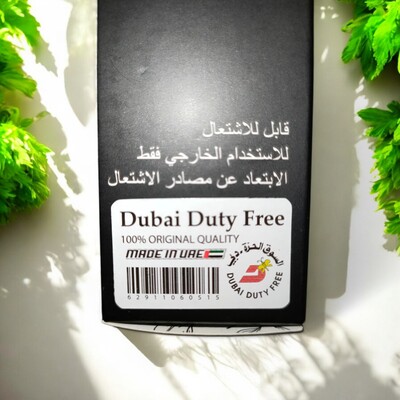 قابل للاشتعال
للاستخدام الخارجي فقط
الابتعاد عن مصادر الاشتعال
Dubai Duty Free
100% ORIGINAL QUALITY
MADE IN UAE
السوق الحرة - دبي
DUBAI DUTY FREE
62911060515